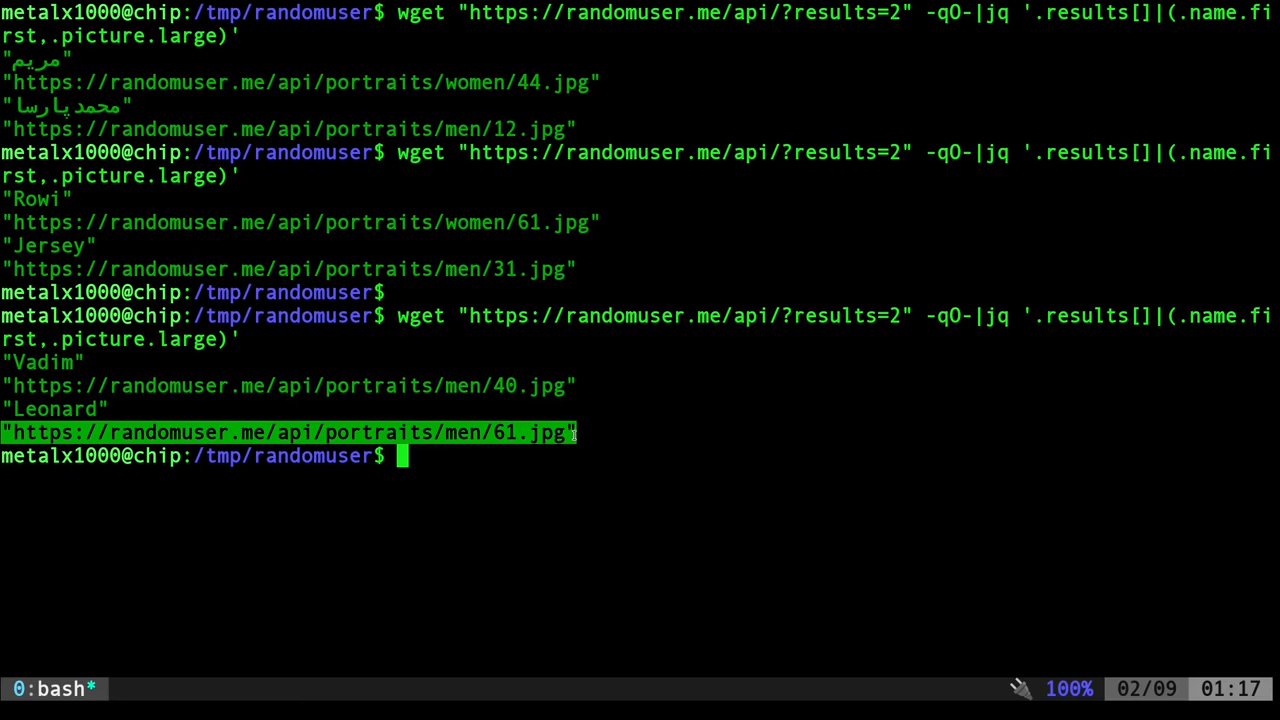 metalx1000@chip:/tmp/randomuser$ wget "https://randomuser.me/api/?results=2" -qO-|jq '.results[]|(.name.fi
rst,.picture.large)'
"مریم"
"https://randomuser.me/api/portraits/women/44.jpg"
"محمدپارسا"
"https://randomuser.me/api/portraits/men/12.jpg"
metalx1000@chip:/tmp/randomuser$ wget "https://randomuser.me/api/?results=2" -qO-|jq '.results[]|(.name.fi
rst,.picture.large)'
"Rowi"
"https://randomuser.me/api/portraits/women/61.jpg"
"Jersey"
"https://randomuser.me/api/portraits/men/31.jpg"
metalx1000@chip:/tmp/randomuser$
metalx1000@chip:/tmp/randomuser$ wget "https://randomuser.me/api/?results=2" -qO-|jq '.results[]|(.name.fi
rst,.picture.large)'
"Vadim"
"https://randomuser.me/api/portraits/men/40.jpg"
"Leonard"
"https://randomuser.me/api/portraits/men/61.jpg"
metalx1000@chip:/tmp/randomuser$
0:bash* 100% 02/09 01:17